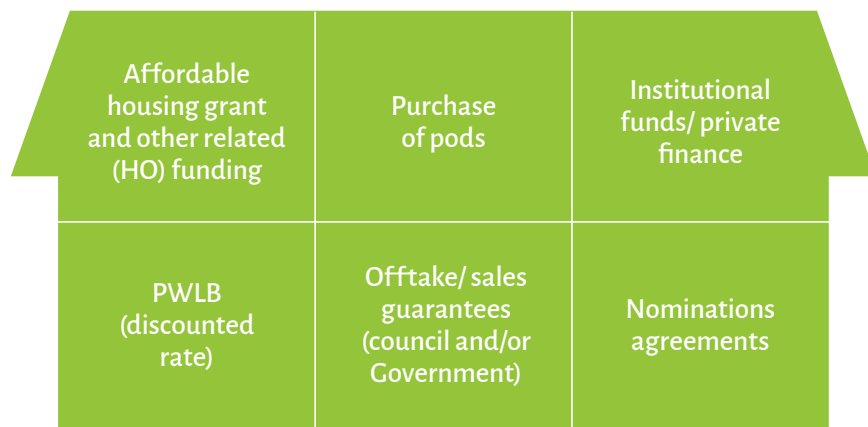 Affordable
housing grant
and other related
(HO) funding
Purchase
of pods
Institutional
funds/ private
finance
PWLB
(discounted
rate)
Offtake/ sales
guarantees
(council and/or
Government)
Nominations
agreements